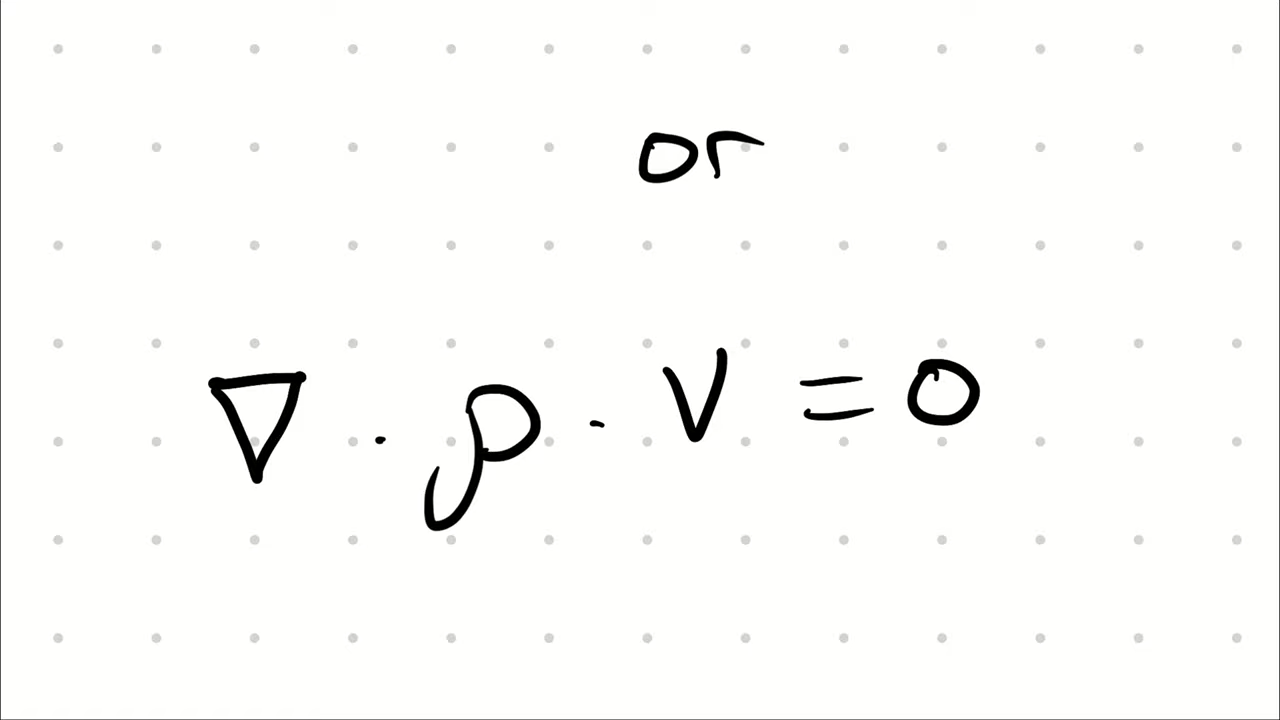 or
∇ · ρ · V = 0